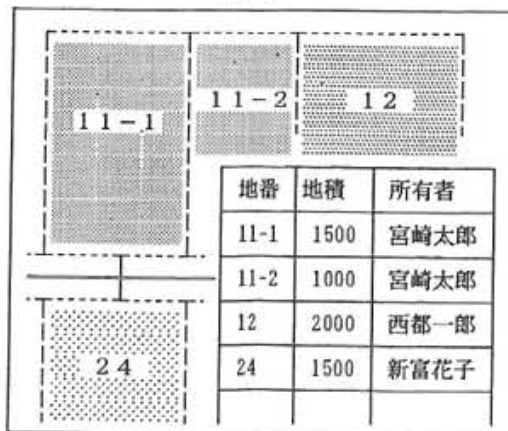 11-1
11-2
12
24
地番 地積 所有者
11-1 1500 宮崎太郎
11-2 1000 宮崎太郎
12 2000 西都一郎
24 1500 新富花子